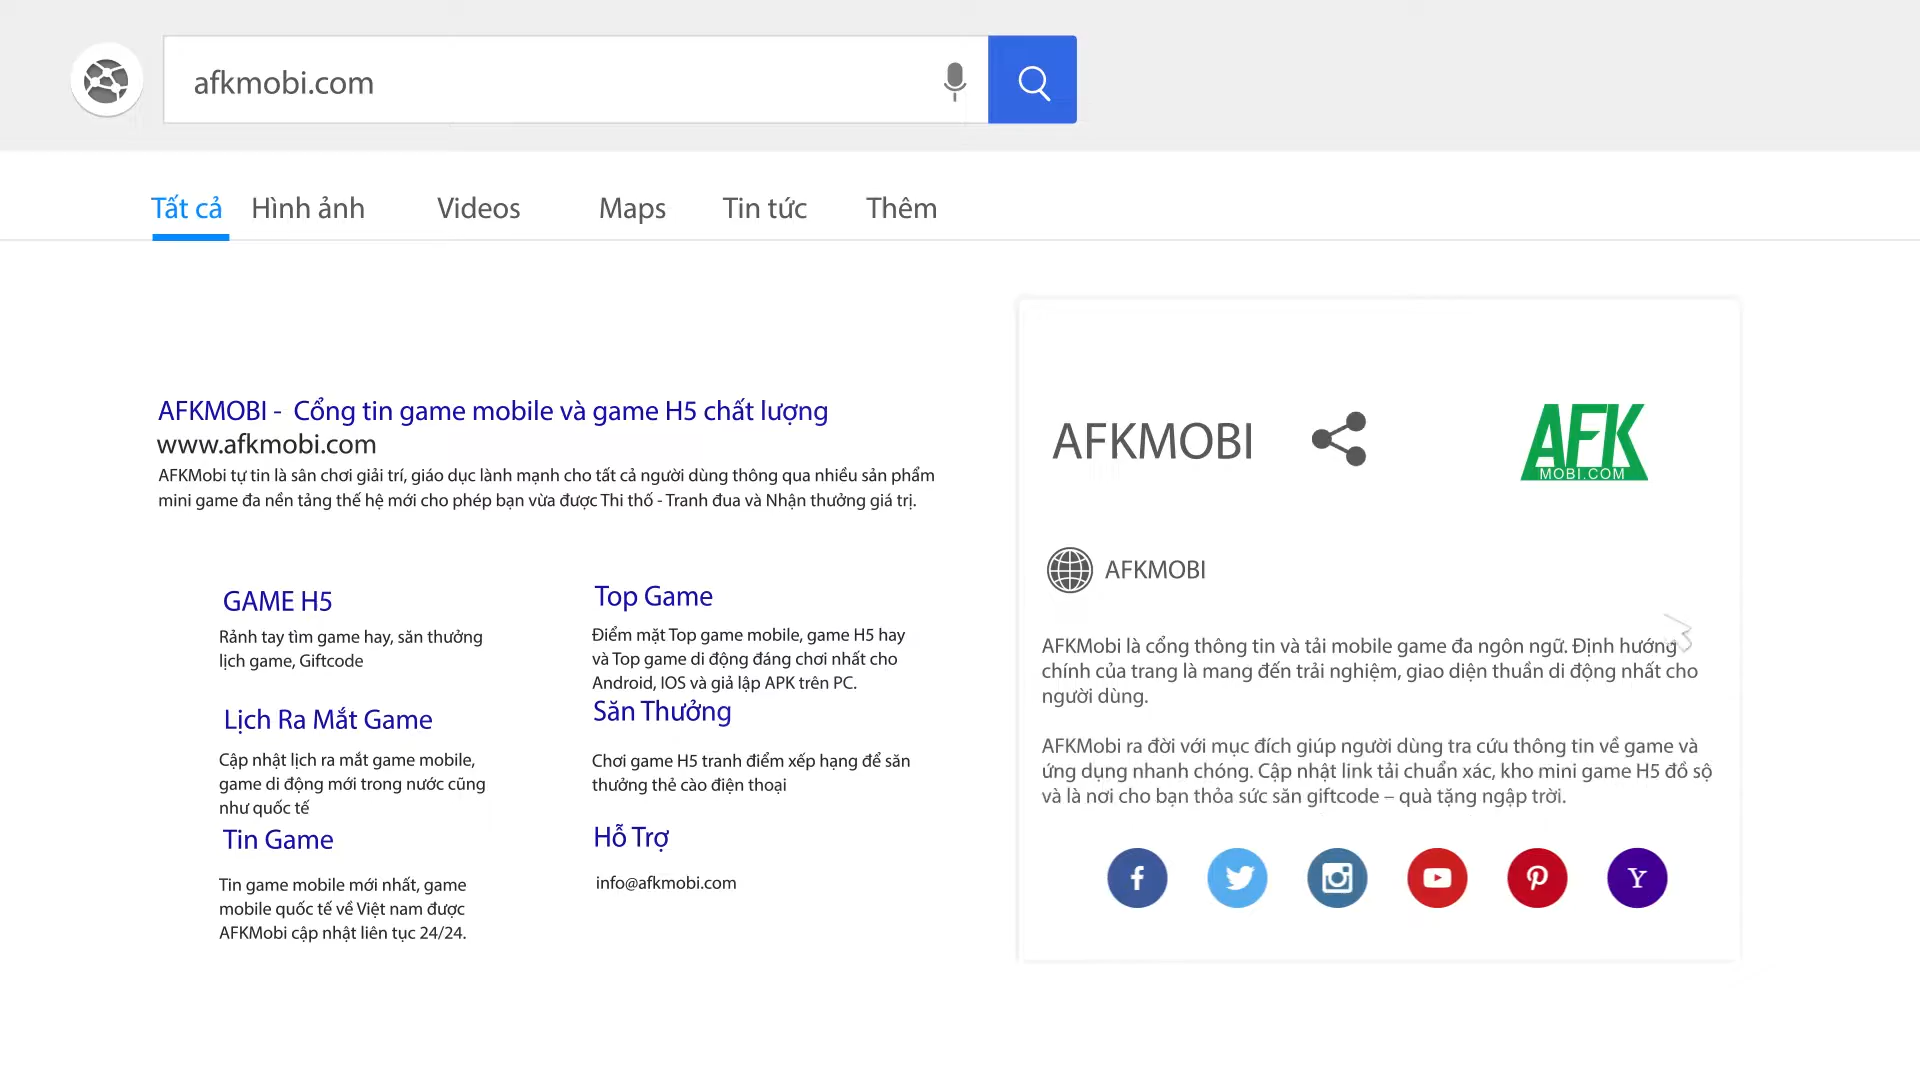 afkmobi.com
Tất cả Hình ảnh Videos Maps Tin tức Thêm
AFKMOBI - Cổng tin game mobile và game H5 chất lượng
www.afkmobi.com
AFKMobi tự tin là sân chơi giải trí, giáo dục lành mạnh cho tất cả người dùng thông qua nhiều sản phẩm
mini game đa nền tảng thế hệ mới cho phép bạn vừa được Thi thố - Tranh đua và Nhận thưởng giá trị.
GAME H5
Rảnh tay tìm game hay, săn thưởng
lịch game, Giftcode
Lịch Ra Mắt Game
Cập nhật lịch ra mắt game mobile,
game di động mới trong nước cũng
như quốc tế
Tin Game
Tin game mobile mới nhất, game
mobile quốc tế về Việt nam được
AFKMobi cập nhật liên tục 24/24.
Top Game
Điểm mặt Top game mobile, game H5 hay
và Top game di động đáng chơi nhất cho
Android, IOS và giả lập APK trên PC.
Săn Thưởng
Chơi game H5 tranh điểm xếp hạng để săn
thưởng thẻ cào điện thoại
Hỗ Trợ
info@afkmobi.com
AFKMOBI
AFK
MOBI.COM
AFKMOBI
AFKMobi là cổng thông tin và tải mobile game đa ngôn ngữ. Định hướng
chính của trang là mang đến trải nghiệm, giao diện thuần di động nhất cho
người dùng.
AFKMobi ra đời với mục đích giúp người dùng tra cứu thông tin về game và
ứng dụng nhanh chóng. Cập nhật link tải chuẩn xác, kho mini game H5 đồ sộ
và là nơi cho bạn thỏa sức săn giftcode – quà tặng ngập trời.